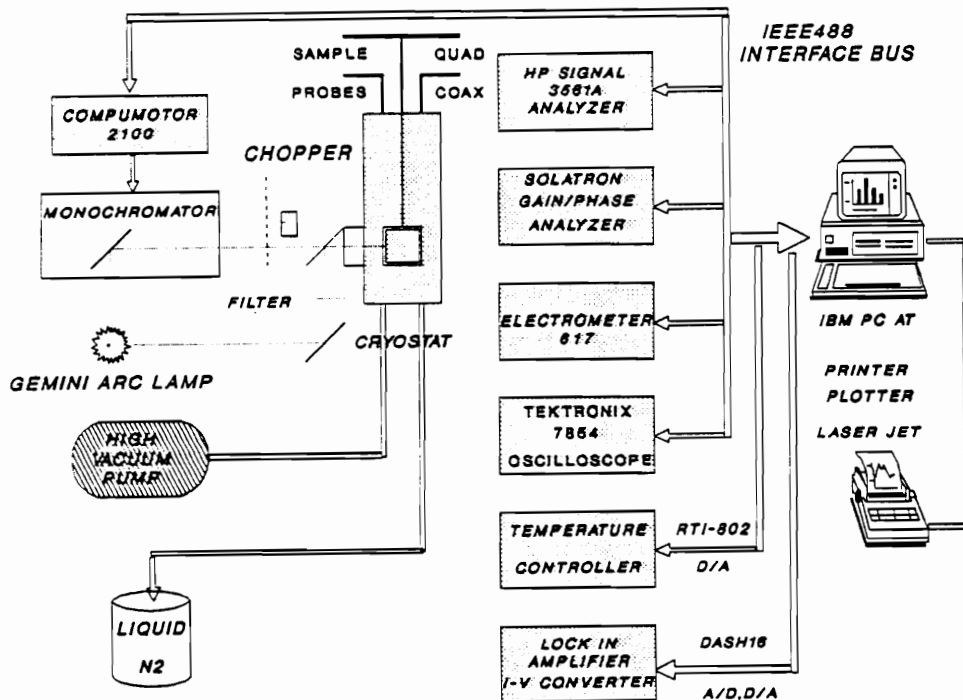 IEEE488
INTERFACE BUS
SAMPLE
QUAD
PROBES
COAX
HP SIGNAL
3561A
ANALYZER
COMPUMOTOR
2100
CHOPPER
MONOCHROMATOR
SOLATRON
GAIN/PHASE
ANALYZER
FILTER
CRYOSTAT
ELECTROMETER
617
IBM PC AT
GEMINI ARC LAMP
PRINTER
PLOTTER
LASER JET
TEKTRONIX
7854
OSCILLOSCOPE
HIGH
VACUUM
PUMP
TEMPERATURE
CONTROLLER
RTI-802
D/A
LIQUID
N2
LOCK IN
AMPLIFIER
I-V CONVERTER
DASH16
A/D,D/A